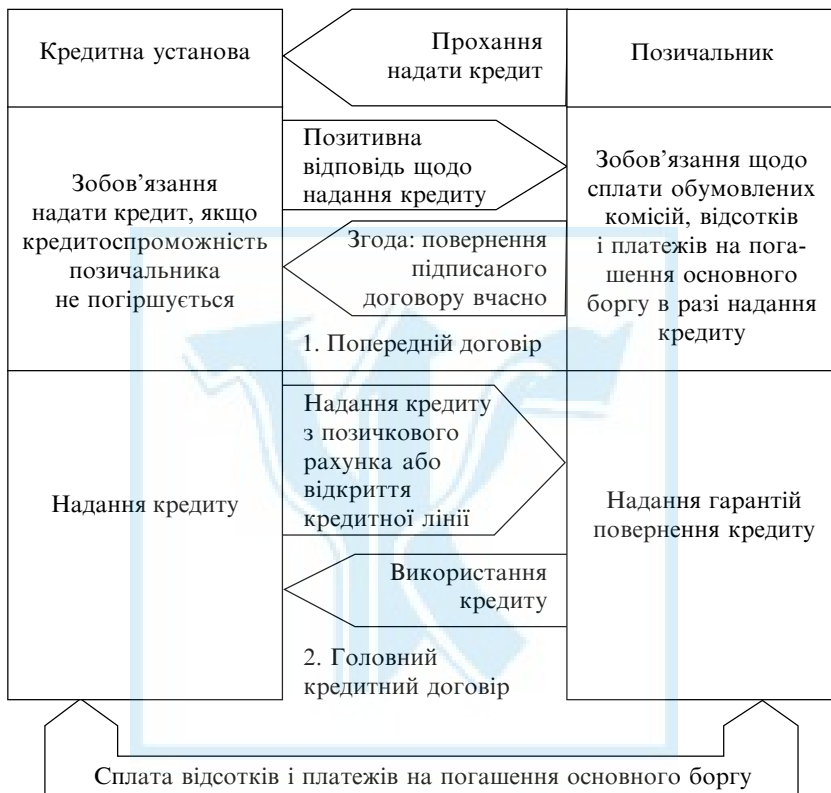 Кредитна установа
Прохання
надати кредит
Позичальник
Зобов’язання
надати кредит, якщо
кредитоспроможність
позичальника
не погіршується
Позитивна
відповідь щодо
надання кредиту
Згода: повернення
підписаного
договору вчасно
1. Попередній договір
Зобов’язання щодо
сплати обумовлених
комісій, відсотків
і платежів на пога-
шення основного
боргу в разі надання
кредиту
Надання кредиту
Надання кредиту
з позичкового
рахунка або
відкриття
кредитної лінії
Використання
кредиту
2. Головний
кредитний договір
Надання гарантій
повернення кредиту
Сплата відсотків і платежів на погашення основного боргу